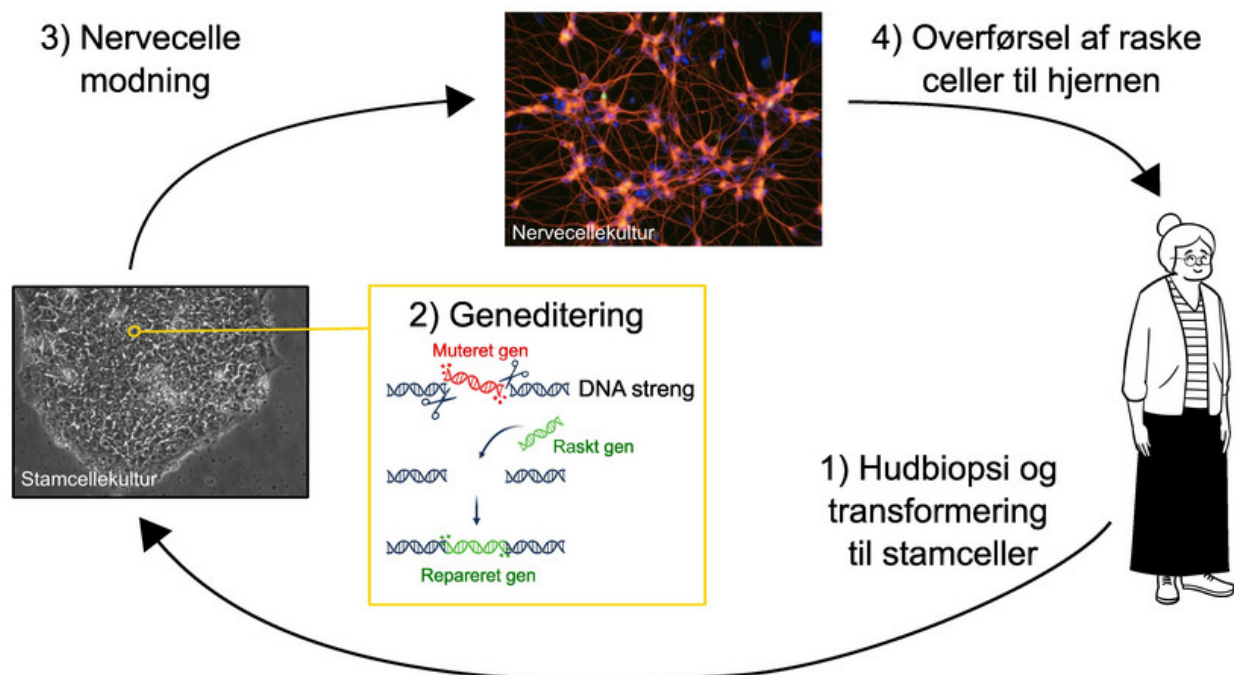 3) Nervecelle
modning
Nervecellekultur
4) Overførsel af raske
celler til hjernen
Stamcellekultur
2) Geneditering
Muteret gen
DNA streng
Raskt gen
Repareret gen
1) Hudbiopsi og
transformering
til stamceller